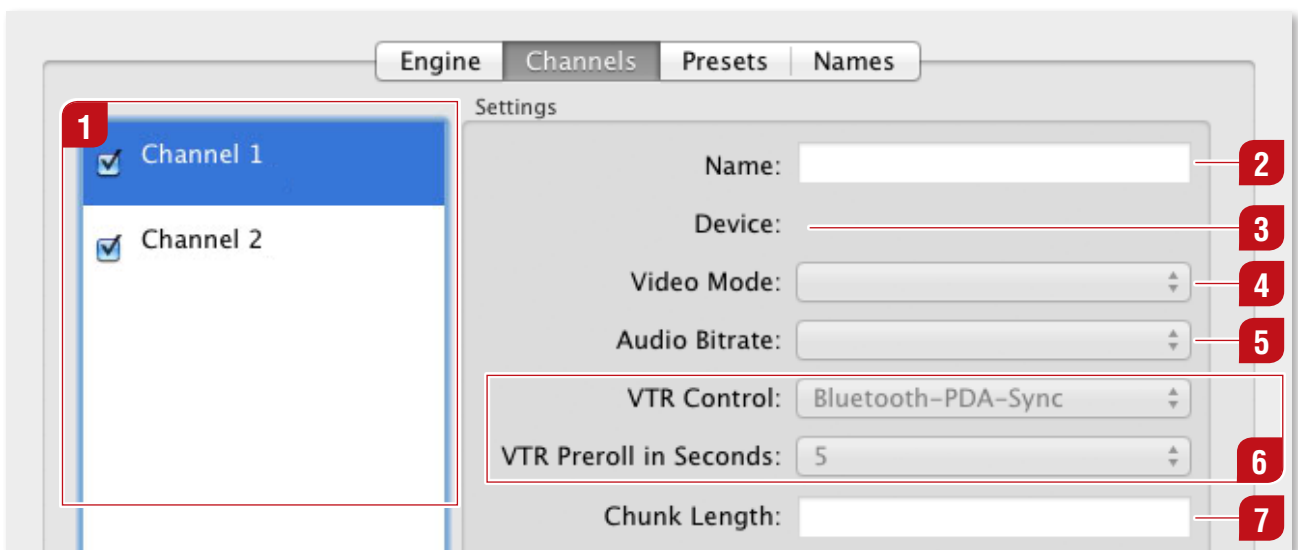 Engine Channels Presets Names
Settings
1
Channel 1
Channel 2
Name: 2
Device: 3
Video Mode: 4
Audio Bitrate: 5
VTR Control: Bluetooth-PDA-Sync
VTR Preroll in Seconds: 5
6
Chunk Length: 7